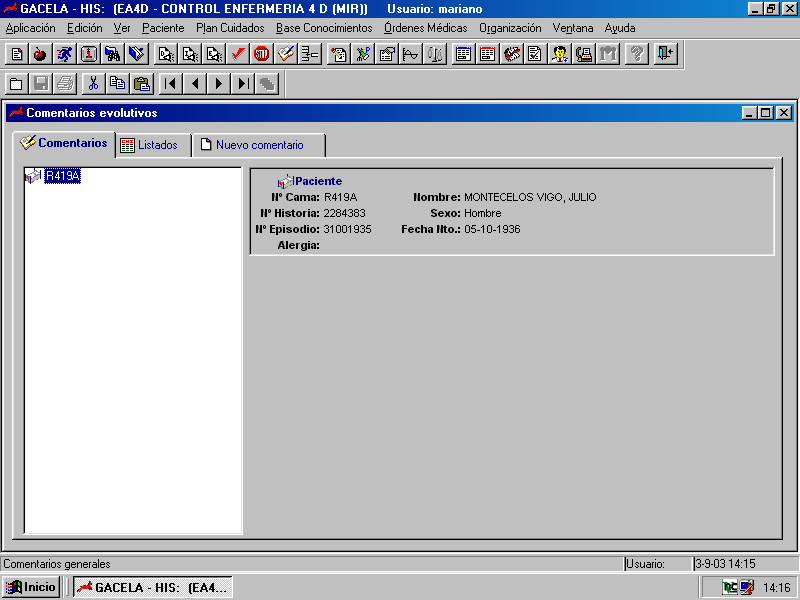 GACELA - HIS: (EA4D - CONTROL ENFERMERIA 4 D (MIR)) Usuario: mariano
Aplicación Edición Ver Paciente Plan Cuidados Base Conocimientos Órdenes Médicas Organización Ventana Ayuda
Comentarios evolutivos
Comentarios Listados Nuevo comentario
R419A
Paciente
Nº Cama: R419A Nombre: MONTECELOS VIGO, JULIO
Nº Historia: 2284383 Sexo: Hombre
Nº Episodio: 31001935 Fecha Nto.: 05-10-1936
Alergia:
Comentarios generales Usuario: 3-9-03 14:15
Inicio GACELA - HIS: (EA4... 14:16